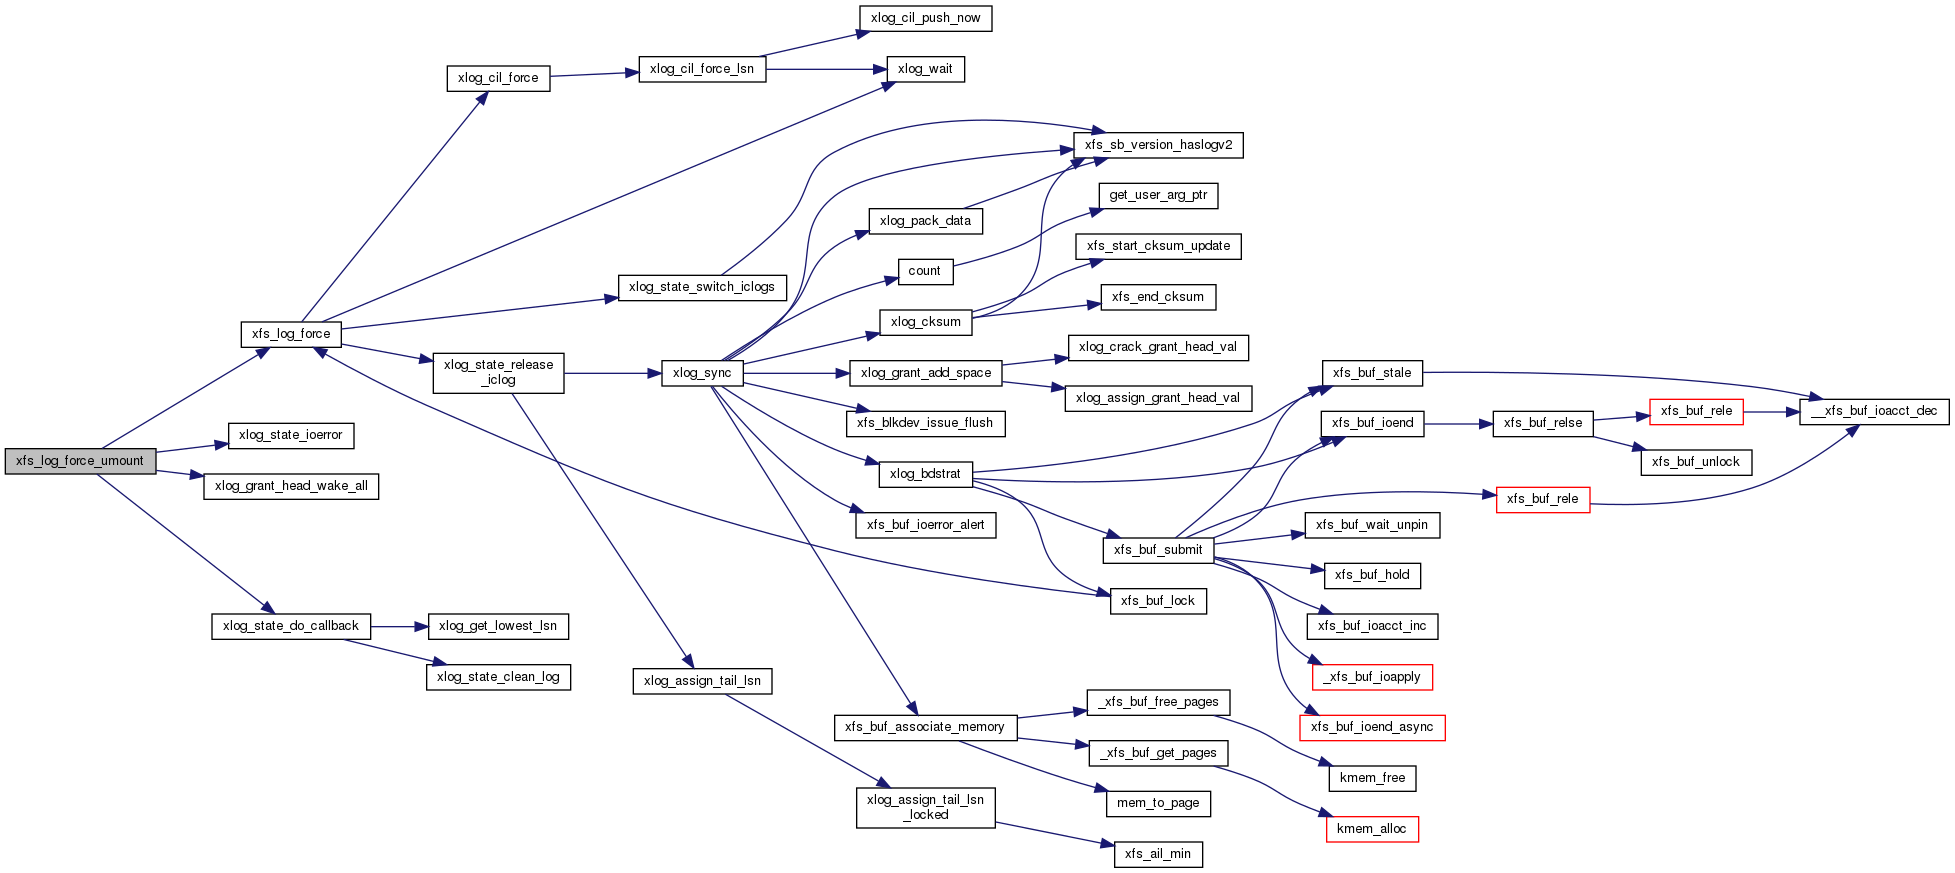 xlog_cil_push_now
xlog_cil_force
xlog_cil_force_lsn
xlog_wait
xfs_sb_version_haslogv2
get_user_arg_ptr
xlog_pack_data
xfs_start_cksum_update
count
xlog_state_switch_iclogs
xfs_end_cksum
xfs_log_force
xlog_cksum
xlog_crack_grant_head_val
xlog_state_release
_iclog
xlog_sync
xlog_grant_add_space
xfs_buf_stale
xlog_assign_grant_head_val
xfs_buf_rele
__xfs_buf_ioacct_dec
xfs_blkdev_issue_flush
xfs_buf_ioend
xfs_buf_relse
xlog_state_ioerror
xfs_log_force_umount
xfs_buf_unlock
xlog_grant_head_wake_all
xlog_bdstrat
xfs_buf_rele
xfs_buf_ioerror_alert
xfs_buf_wait_unpin
xfs_buf_submit
xfs_buf_hold
xfs_buf_lock
xlog_state_do_callback
xlog_get_lowest_lsn
xfs_buf_ioacct_inc
xlog_state_clean_log
xlog_assign_tail_lsn
_xfs_buf_ioapply
_xfs_buf_free_pages
xfs_buf_associate_memory
xfs_buf_ioend_async
_xfs_buf_get_pages
kmem_free
xlog_assign_tail_lsn
_locked
mem_to_page
kmem_alloc
xfs_ail_min